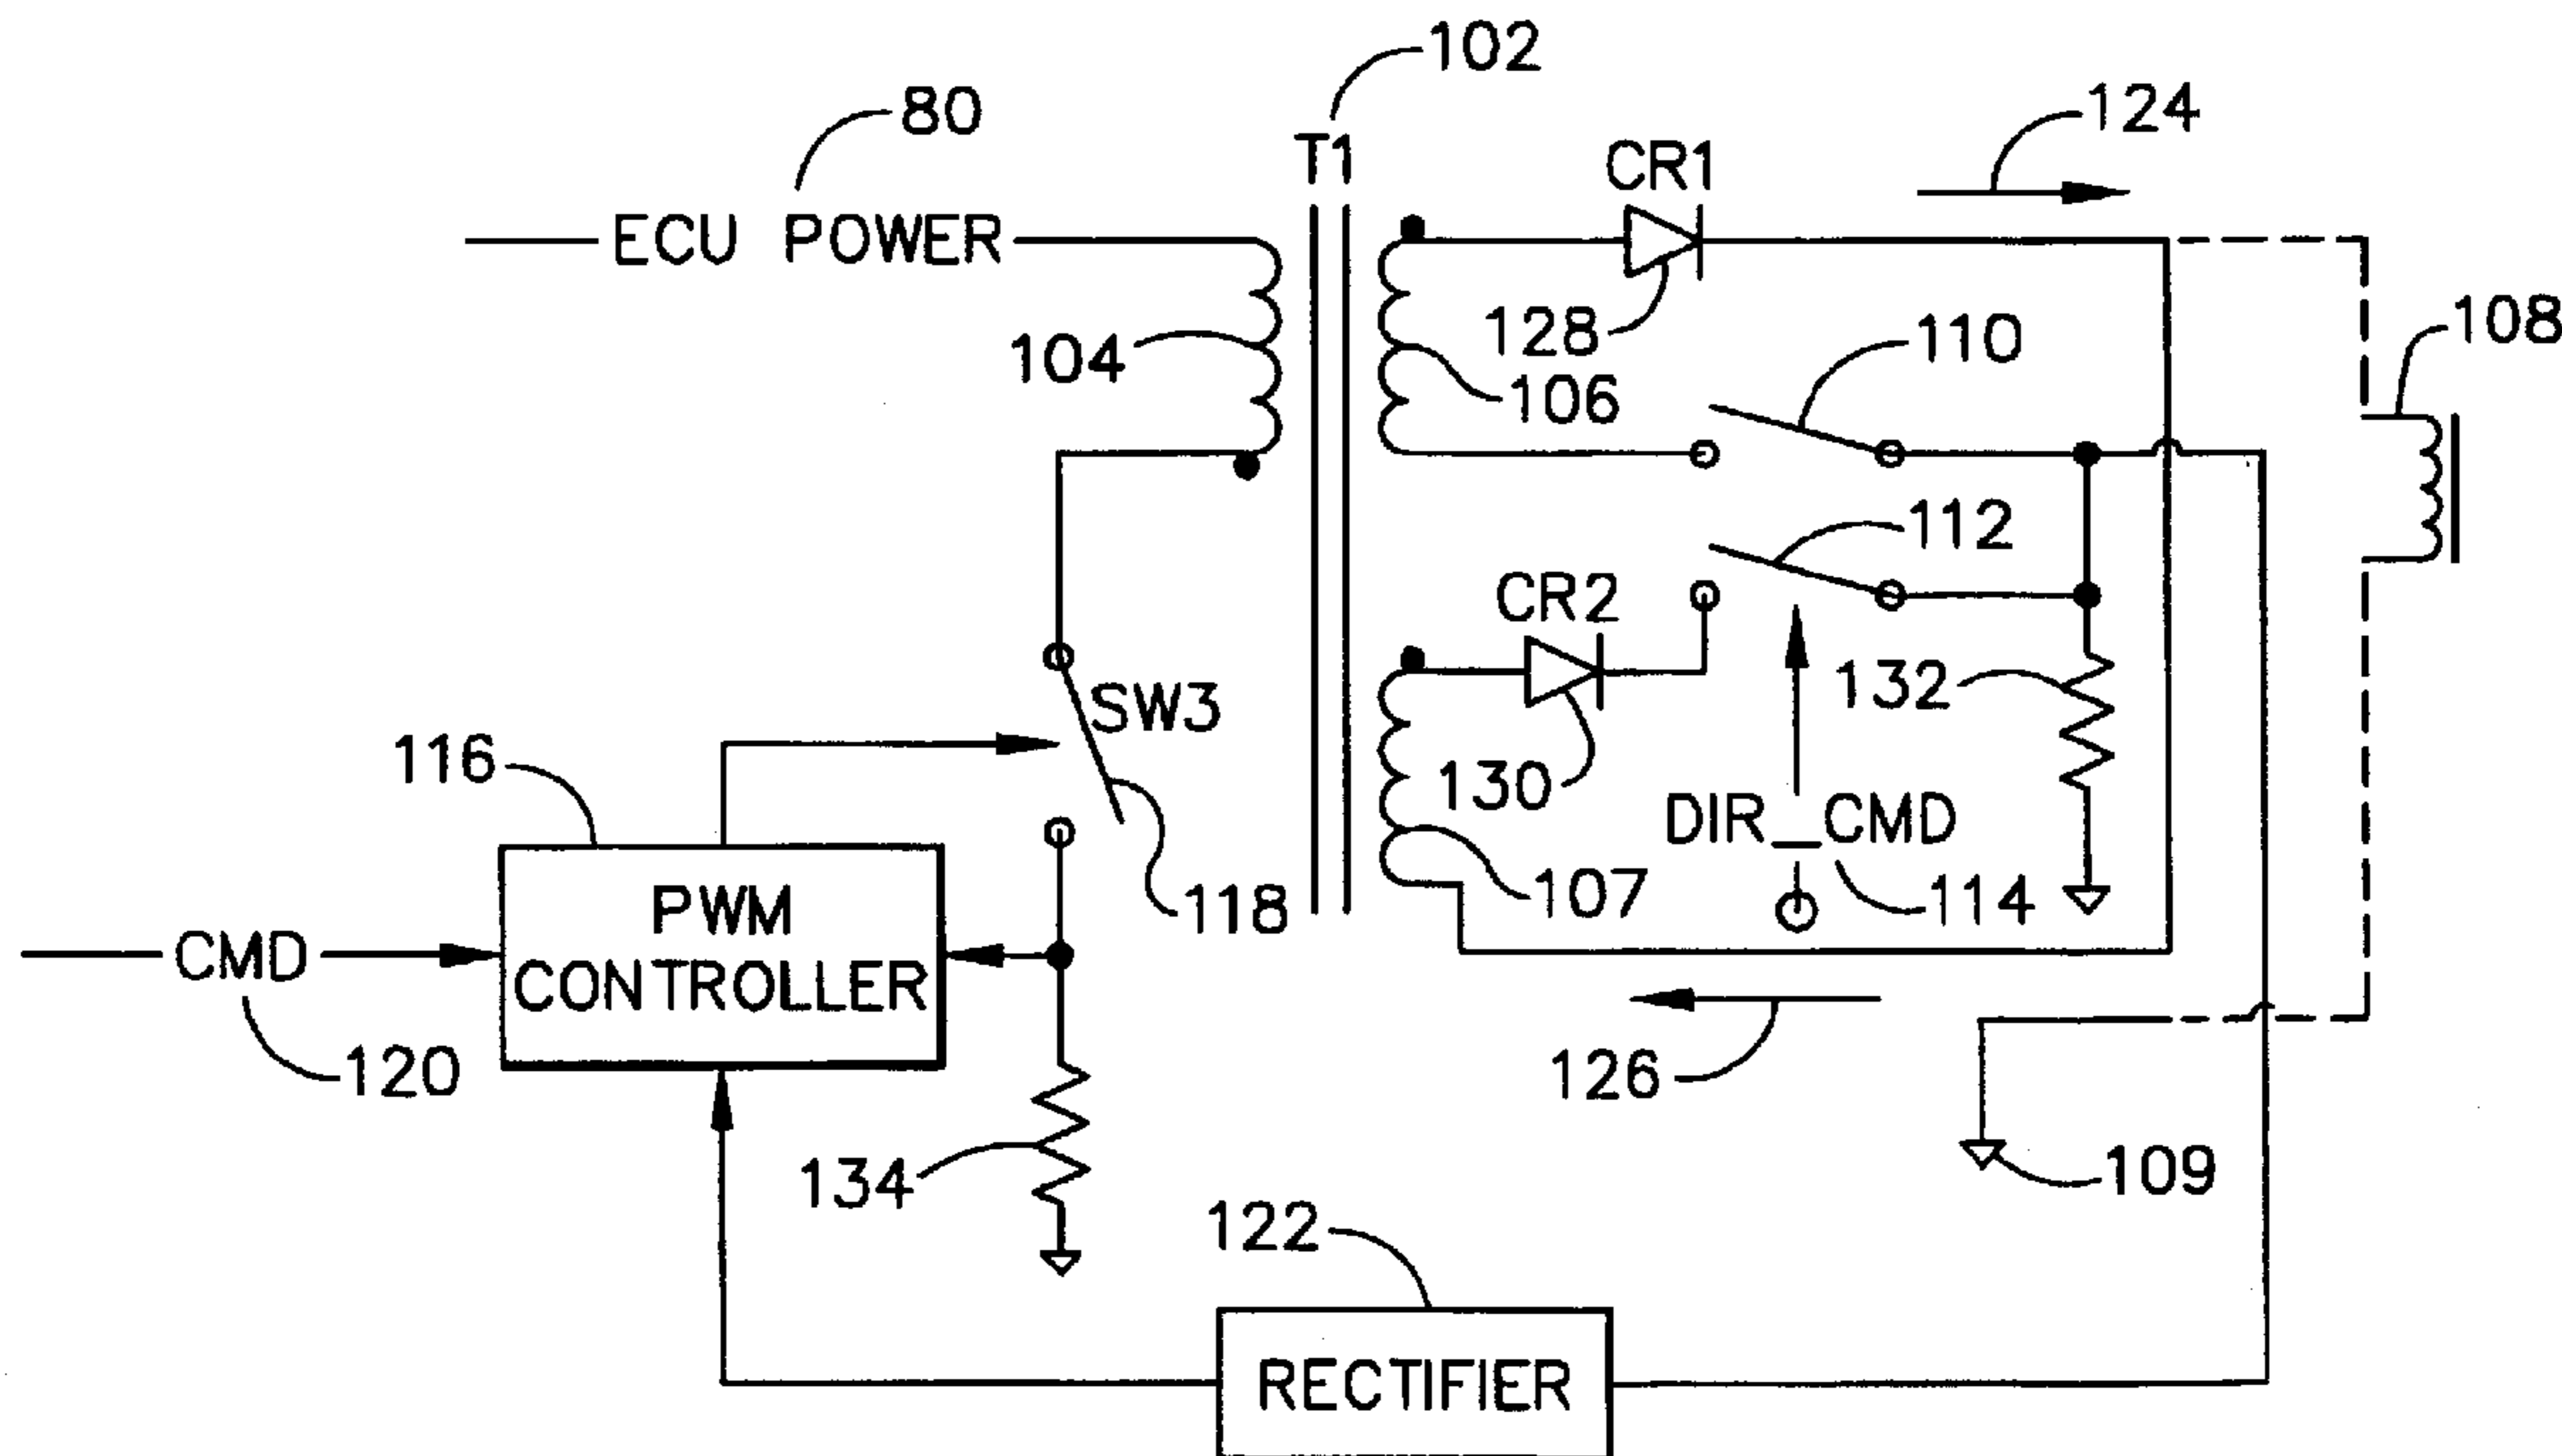 102
80
124
T1
CR1
ECU POWER
108
128
110
104
106
112
CR2
132
SW3
116
130
DIR_CMD
107
118
114
PWM
CONTROLLER
CMD
120
126
134
109
122
RECTIFIER